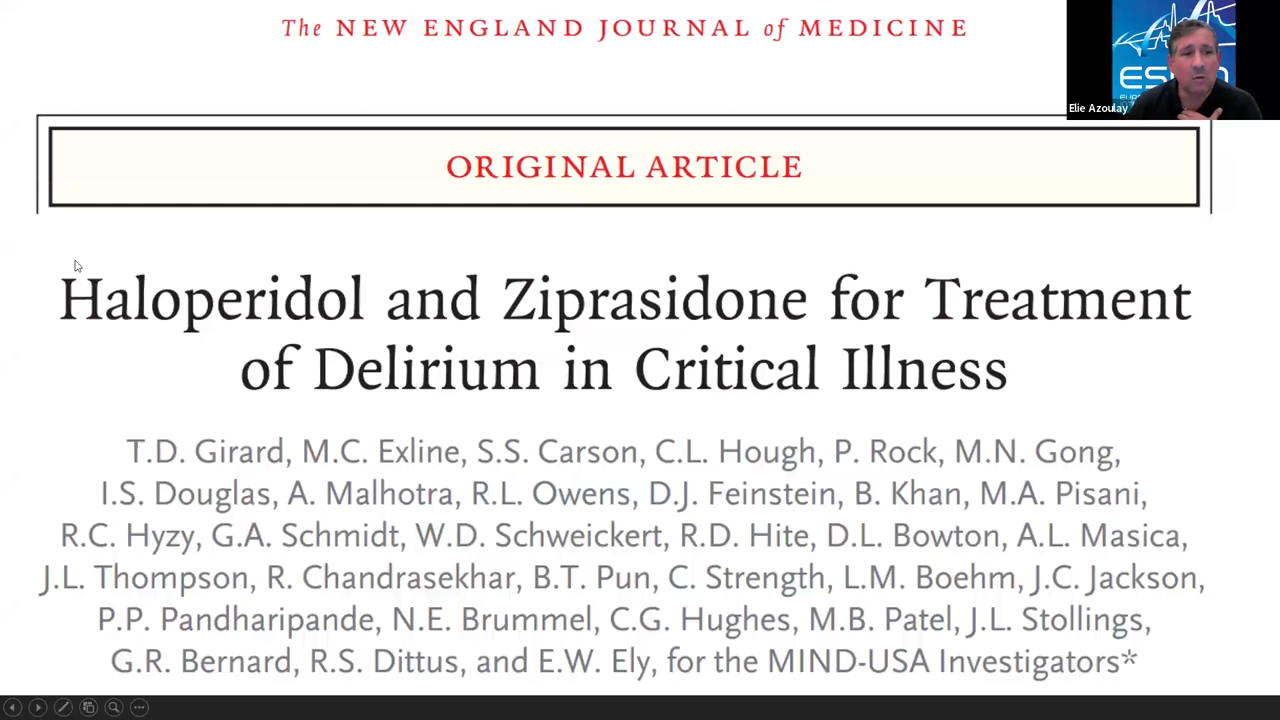 The NEW ENGLAND JOURNAL of MEDICINE
Elie Azoulay
ORIGINAL ARTICLE
Haloperidol and Ziprasidone for Treatment
of Delirium in Critical Illness
T.D. Girard, M.C. Exline, S.S. Carson, C.L. Hough, P. Rock, M.N. Gong,
I.S. Douglas, A. Malhotra, R.L. Owens, D.J. Feinstein, B. Khan, M.A. Pisani,
R.C. Hyzy, G.A. Schmidt, W.D. Schweickert, R.D. Hite, D.L. Bowton, A.L. Masica,
J.L. Thompson, R. Chandrasekhar, B.T. Pun, C. Strength, L.M. Boehm, J.C. Jackson,
P.P. Pandharipande, N.E. Brummel, C.G. Hughes, M.B. Patel, J.L. Stollings,
G.R. Bernard, R.S. Dittus, and E.W. Ely, for the MIND-USA Investigators*